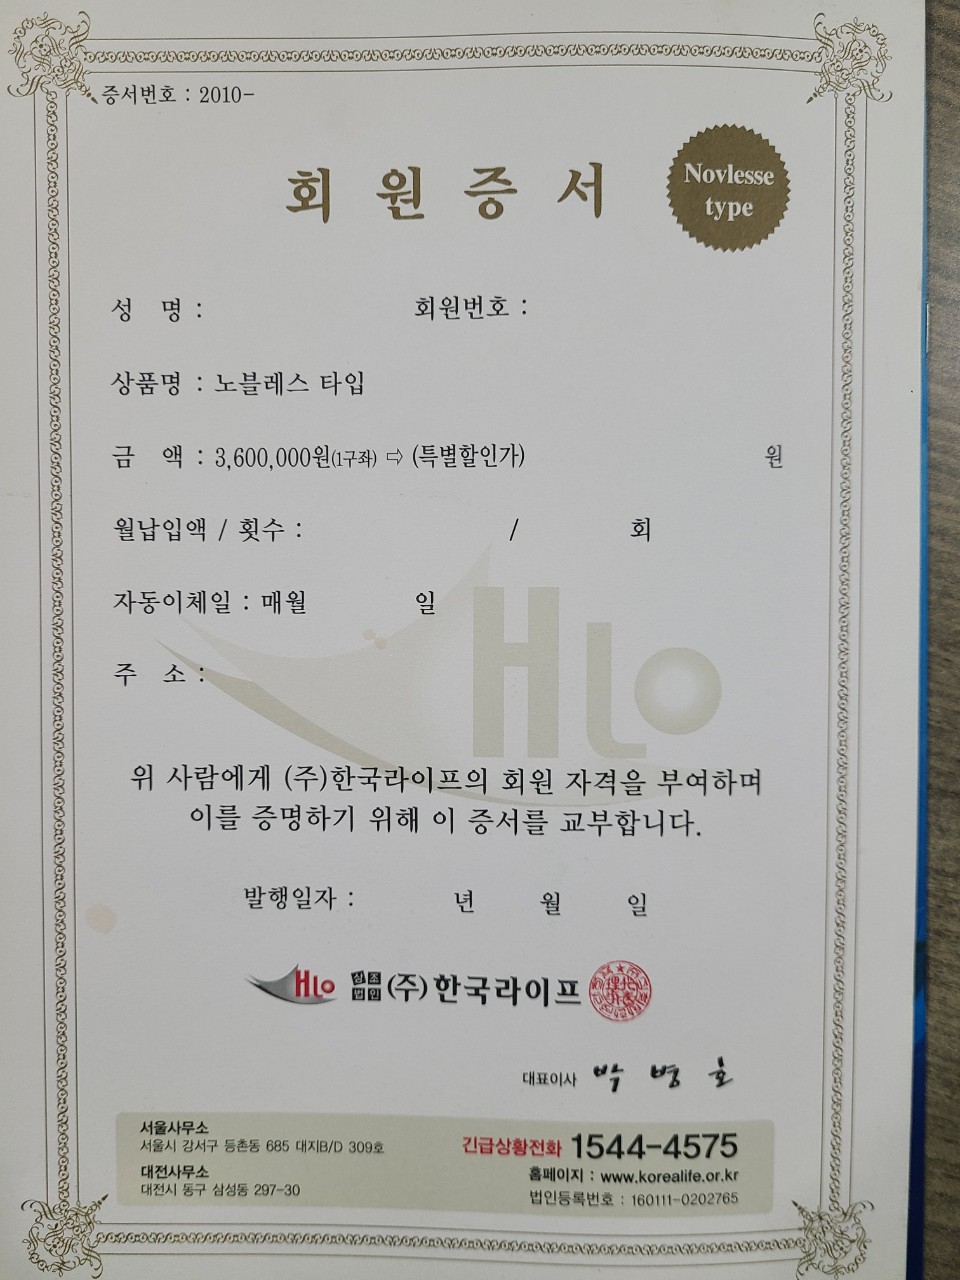 증서번호 : 2010-
회 원 증 서
Novlesse
type
성 명 : 회원번호 :
상품명 : 노블레스 타입
금 액 : 3,600,000원(1구좌) ⇨ (특별할인가) 원
월납입액 / 횟수 : / 회
자동이체일 : 매월 일
주 소 :
HLO
위 사람에게 (주)한국라이프의 회원 자격을 부여하며
이를 증명하기 위해 이 증서를 교부합니다.
발행일자 : 년 월 일
HLO 상조법인 (주)한국라이프
대표이사 박 병 호
서울사무소
서울시 강서구 등촌동 685 대지B/D 309호
대전사무소
대전시 동구 삼성동 297-30
긴급상황전화 1544-4575
홈페이지 : www.korealife.or.kr
법인등록번호 : 160111-0202765